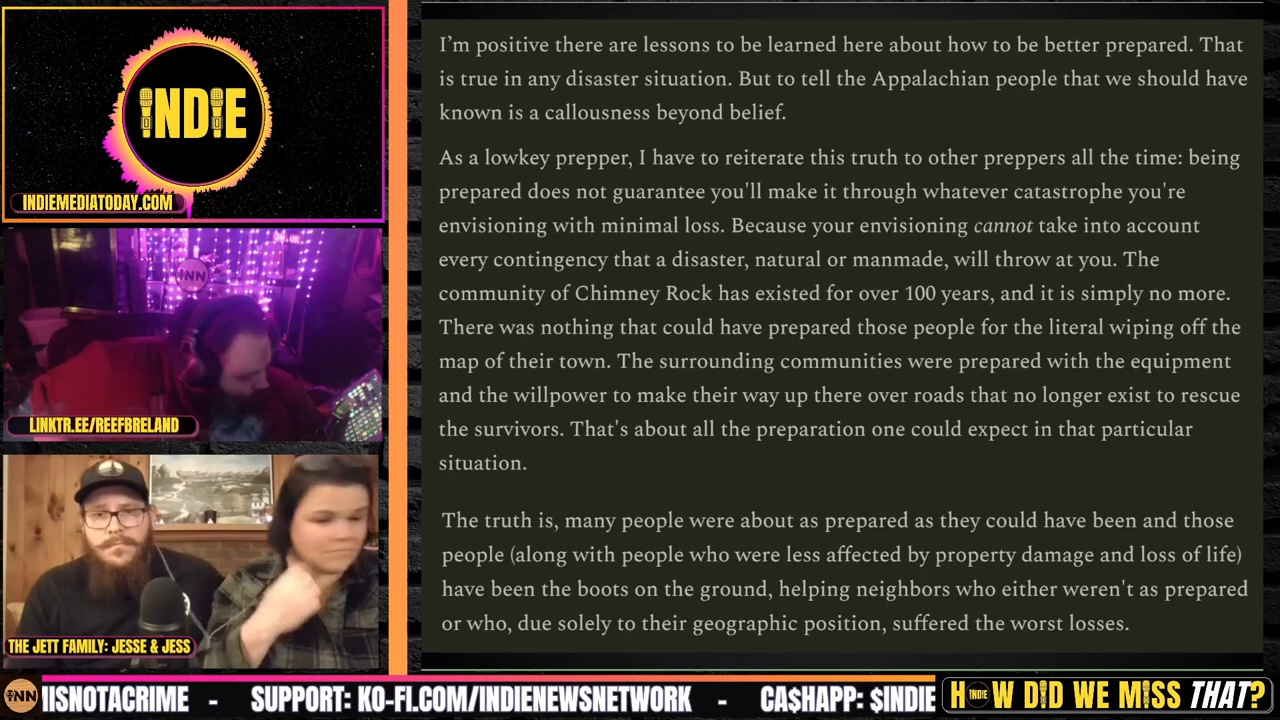 INDIE
INDIEMEDIATODAY.COM
INN
LINKTR.EE/REEFBRELAND
THE JETT FAMILY: JESSE & JESS
I'm positive there are lessons to be learned here about how to be better prepared. That
is true in any disaster situation. But to tell the Appalachian people that we should have
known is a callousness beyond belief.
As a lowkey prepper, I have to reiterate this truth to other preppers all the time: being
prepared does not guarantee you'll make it through whatever catastrophe you're
envisioning with minimal loss. Because your envisioning cannot take into account
every contingency that a disaster, natural or manmade, will throw at you. The
community of Chimney Rock has existed for over 100 years, and it is simply no more.
There was nothing that could have prepared those people for the literal wiping off the
map of their town. The surrounding communities were prepared with the equipment
and the willpower to make their way up there over roads that no longer exist to rescue
the survivors. That's about all the preparation one could expect in that particular
situation.
The truth is, many people were about as prepared as they could have been and those
people (along with people who were less affected by property damage and loss of life)
have been the boots on the ground, helping neighbors who either weren't as prepared
or who, due solely to their geographic position, suffered the worst losses.
INN
ISNOTACRIME - SUPPORT: KO-FI.COM/INDIENEWSNETWORK - CA$HAPP: $INDIE
HOW DID WE MISS THAT?